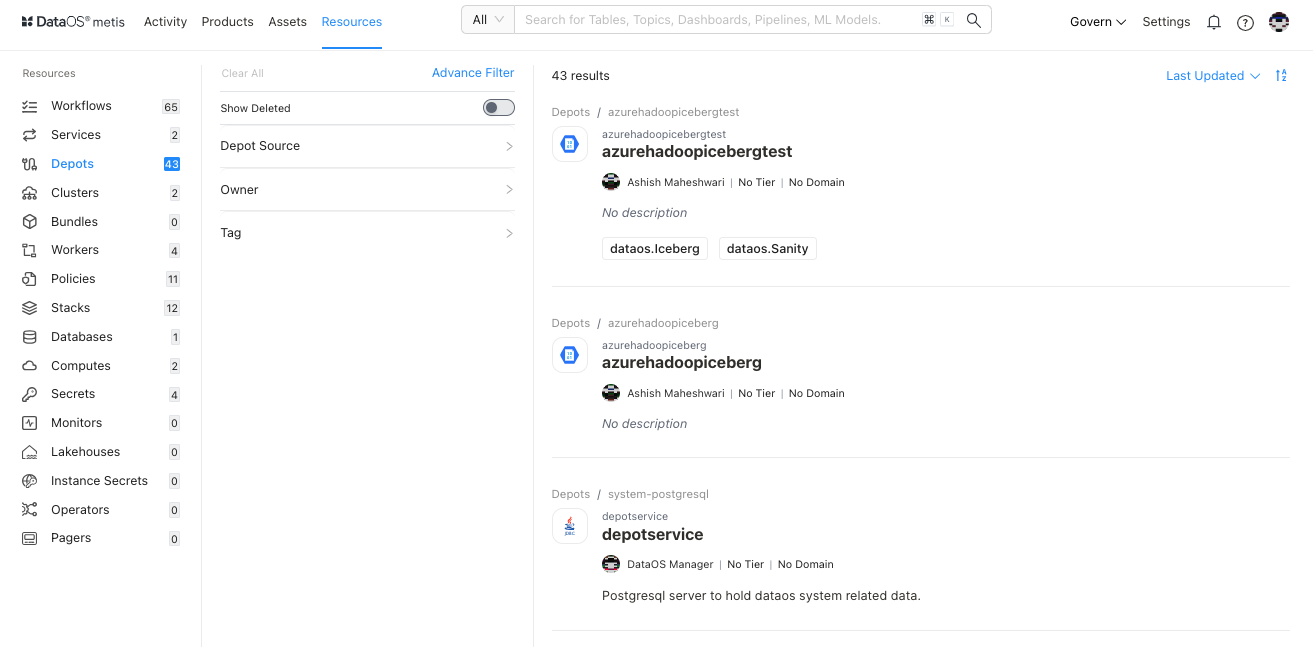 DataOS® metis Activity Products Assets Resources All Search for Tables, Topics, Dashboards, Pipelines, ML Models. ⌘ K Govern Settings
Resources
Workflows 65
Services 2
Depots 43
Clusters 2
Bundles 0
Workers 4
Policies 11
Stacks 12
Databases 1
Computes 2
Secrets 4
Monitors 0
Lakehouses 0
Instance Secrets 0
Operators 0
Pagers 0
Clear All Advance Filter
Show Deleted
Depot Source
Owner
Tag
43 results Last Updated
Depots / azurehadoopicebergtest
azurehadoopicebergtest
azurehadoopicebergtest
Ashish Maheshwari | No Tier | No Domain
No description
dataos.Iceberg dataos.Sanity
Depots / azurehadoopiceberg
azurehadoopiceberg
azurehadoopiceberg
Ashish Maheshwari | No Tier | No Domain
No description
Depots / system-postgresql
JDBC
depotservice
depotservice
DataOS Manager | No Tier | No Domain
Postgresql server to hold dataos system related data.